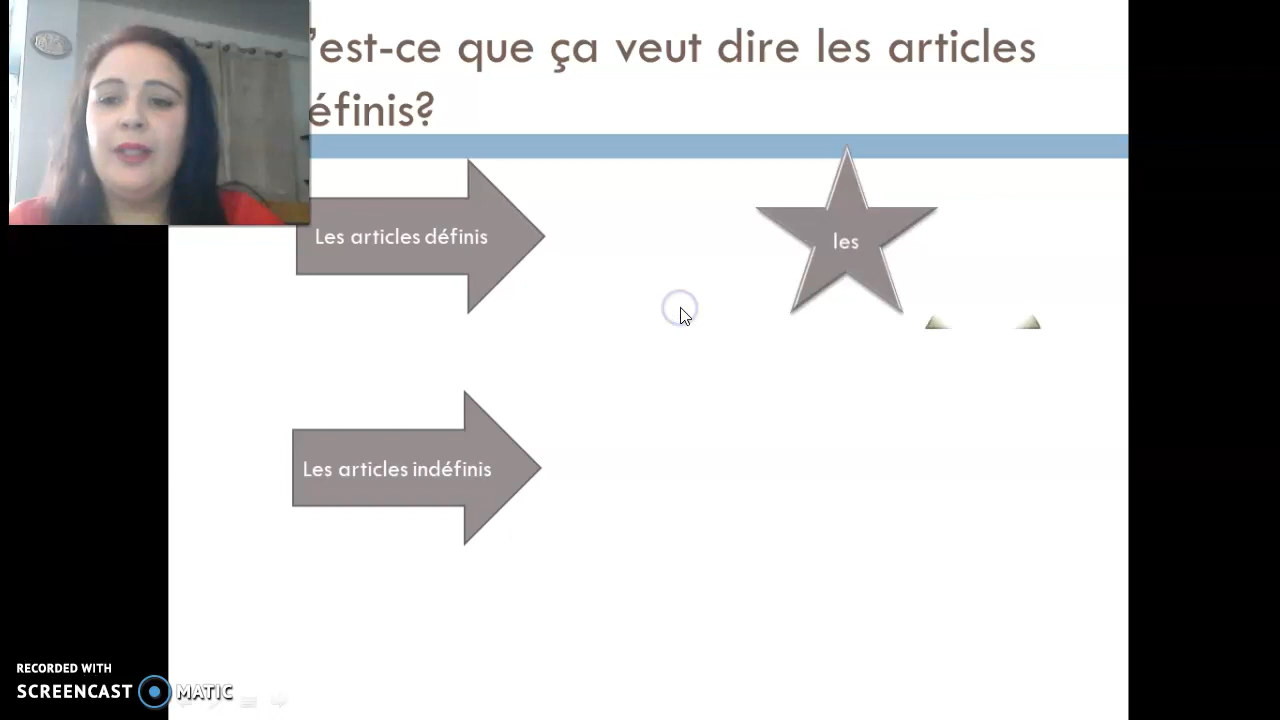 'est-ce que ça veut dire les articles
éfinis?
Les articles définis
les
Les articles indéfinis
RECORDED WITH
SCREENCAST MATIC